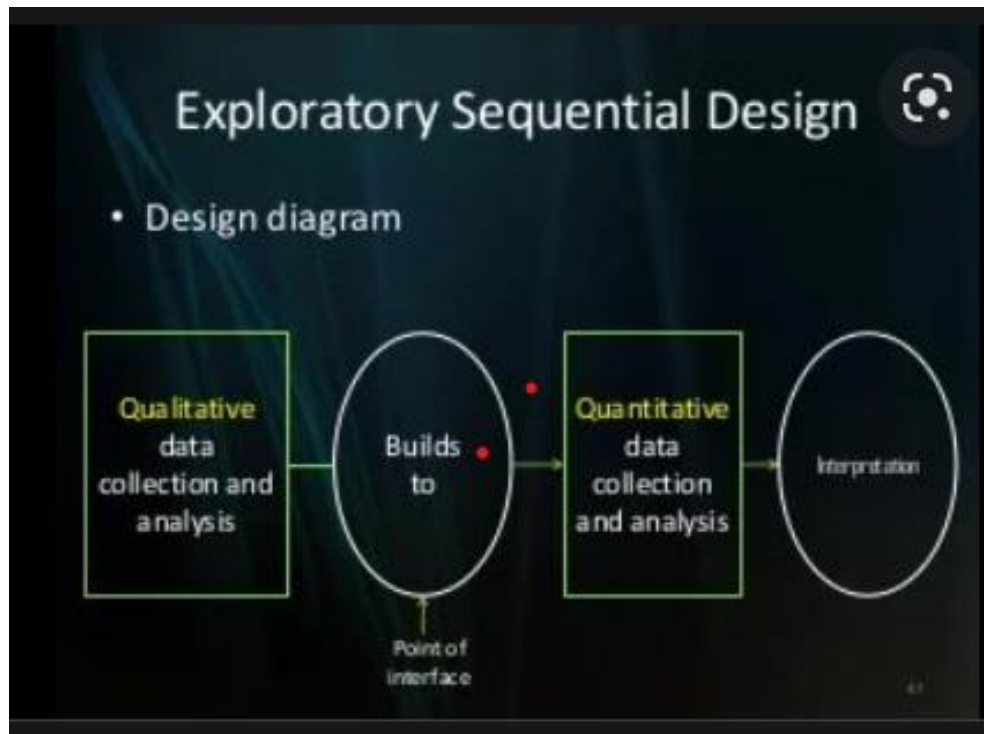 Exploratory Sequential Design
• Design diagram
Qualitative
data
collection and
analysis
Builds
to
Point of
interface
Quantitative
data
collection
and analysis
Interpretation